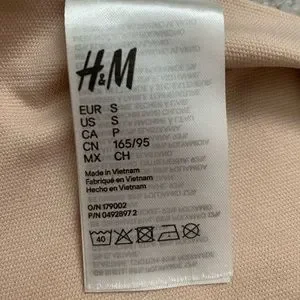 H&M
EUR S
US S
CA P
CN 165/95
MX CH
Made in Vietnam
Fabriqué en Vietnam
Hecho en Vietnam
O/N 179002
P/N 0492897 2
40